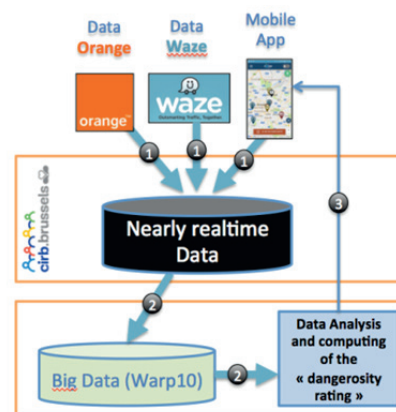 Data
Orange
Data
Waze
Mobile
App
orange™
waze
Outsmarting Traffic, Together.
1
1
1
cirb.brussels
Nearly realtime
Data
3
2
Big Data (Warp10)
2
Data Analysis
and computing
of the
« dangerosity
rating »